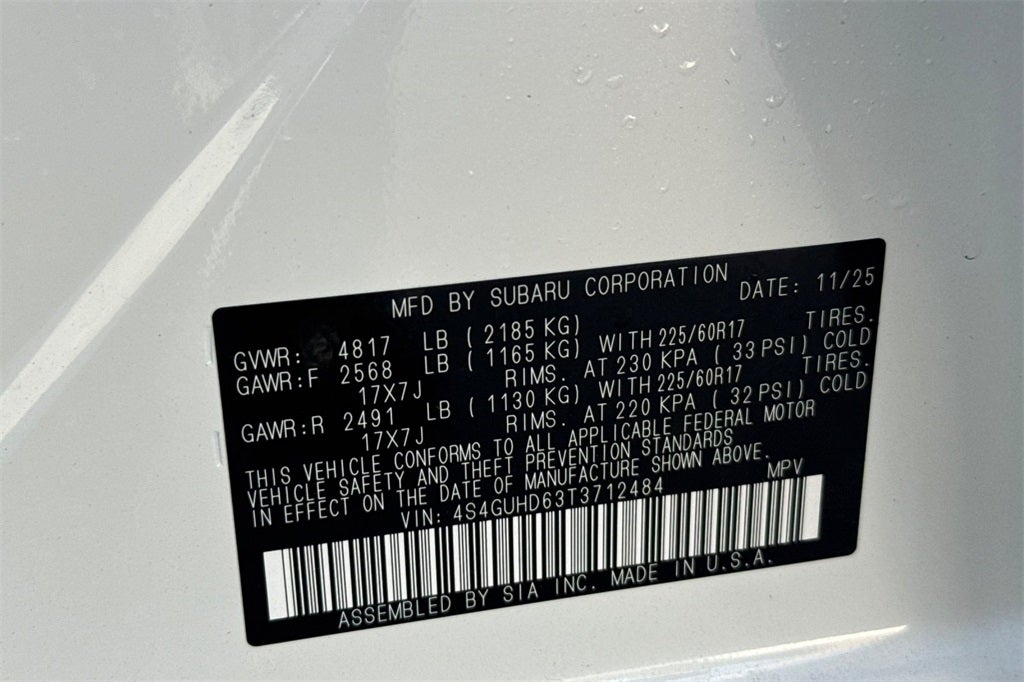 MFD BY SUBARU CORPORATION DATE: 11/25
GVWR: 4817 LB ( 2185 KG)
GAWR:F 2568 LB ( 1165 KG) WITH 225/60R17 TIRES.
17X7J RIMS. AT 230 KPA ( 33 PSI) COLD
GAWR:R 2491 LB ( 1130 KG) WITH 225/60R17 TIRES.
17X7J RIMS. AT 220 KPA ( 32 PSI) COLD
THIS VEHICLE CONFORMS TO ALL APPLICABLE FEDERAL MOTOR
VEHICLE SAFETY AND THEFT PREVENTION STANDARDS
IN EFFECT ON THE DATE OF MANUFACTURE SHOWN ABOVE.
VIN: 4S4GUHD63T3712484 MPV
ASSEMBLED BY SIA INC. MADE IN U.S.A.